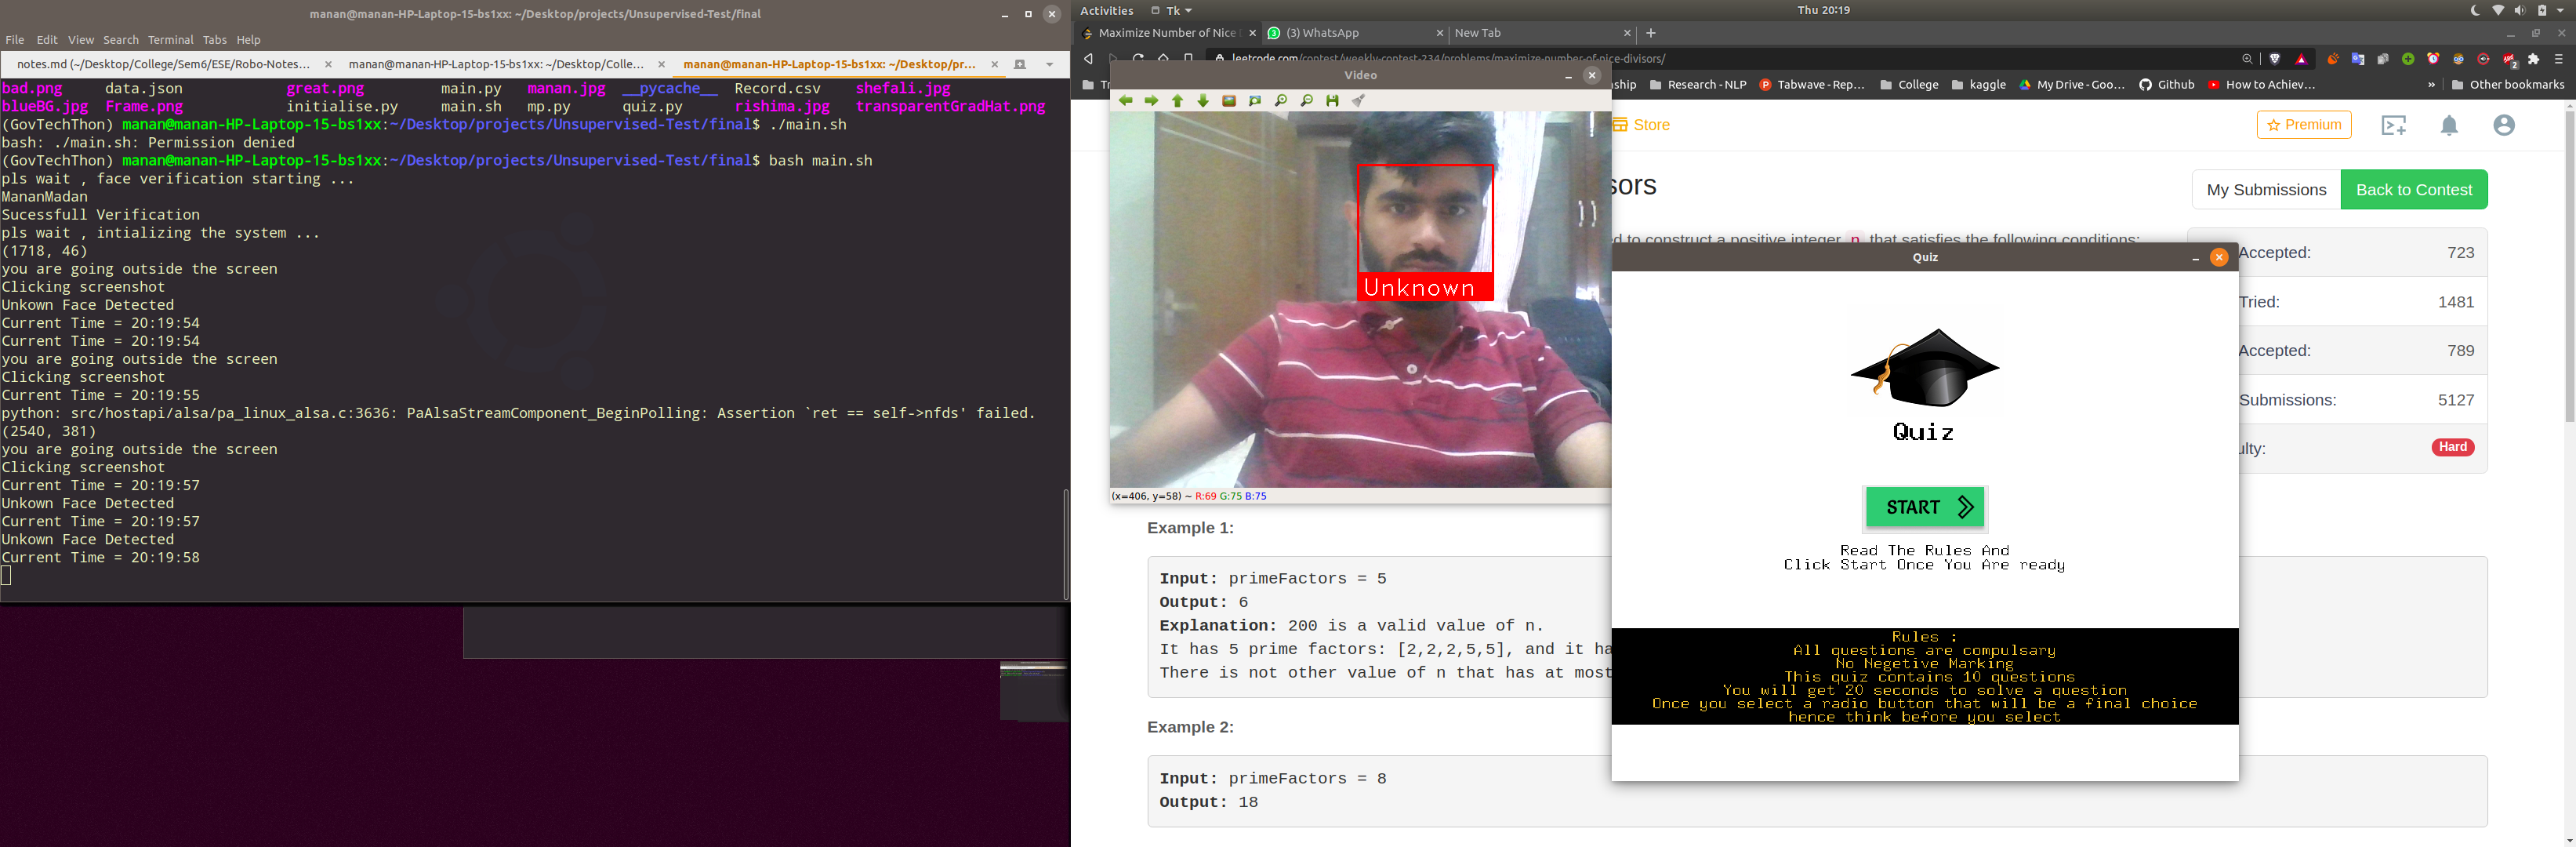 manan@manan-HP-Laptop-15-bs1xx: ~/Desktop/projects/Unsupervised-Test/final
File Edit View Search Terminal Tabs Help
notes.md (~/Desktop/College/Sem6/ESE/Robo-Notes... × manan@manan-HP-Laptop-15-bs1xx: ~/Desktop/Colle... × manan@manan-HP-Laptop-15-bs1xx: ~/Desktop/pr... ×
bad.png data.json great.png main.py manan.jpg __pycache__ Record.csv shefali.jpg
blueBG.jpg Frame.png initialise.py main.sh mp.py quiz.py rishima.jpg transparentGradHat.png
(GovTechThon) manan@manan-HP-Laptop-15-bs1xx:~/Desktop/projects/Unsupervised-Test/final$ ./main.sh
bash: ./main.sh: Permission denied
(GovTechThon) manan@manan-HP-Laptop-15-bs1xx:~/Desktop/projects/Unsupervised-Test/final$ bash main.sh
pls wait , face verification starting ...
MananMadan
Sucessfull Verification
pls wait , intializing the system ...
(1718, 46)
you are going outside the screen
Clicking screenshot
Unkown Face Detected
Current Time = 20:19:54
Current Time = 20:19:54
you are going outside the screen
Clicking screenshot
Current Time = 20:19:55
python: src/hostapi/alsa/pa_linux_alsa.c:3636: PaAlsaStreamComponent_BeginPolling: Assertion `ret == self->nfds' failed.
(2540, 381)
you are going outside the screen
Clicking screenshot
Current Time = 20:19:57
Unkown Face Detected
Current Time = 20:19:57
Unkown Face Detected
Current Time = 20:19:58
Activities Tk Thu 20:19
Maximize Number of Nice × (3) WhatsApp × New Tab × +
leetcode.com/contest/weekly-contest-234/problems/maximize-number-of-nice-divisors/
ship Research - NLP Tabwave - Rep... College kaggle My Drive - Goo... Github How to Achiev... » Other bookmarks
Video
Unknown
(x=406, y=58) ~ R:69 G:75 B:75
Store
Premium
sors
My Submissions Back to Contest
ed to construct a positive integer n that satisfies the following conditions:
Accepted: 723
Tried: 1481
Accepted: 789
Submissions: 5127
ulty: Hard
Quiz
Quiz
START
Read The Rules And
Click Start Once You Are ready
Rules :
All questions are compulsary
No Negetive Marking
This quiz contains 10 questions
You will get 20 seconds to solve a question
Once you select a radio button that will be a final choice
hence think before you select
Example 1:
Input: primeFactors = 5
Output: 6
Explanation: 200 is a valid value of n.
It has 5 prime factors: [2,2,2,5,5], and it ha
There is not other value of n that has at most
Example 2:
Input: primeFactors = 8
Output: 18